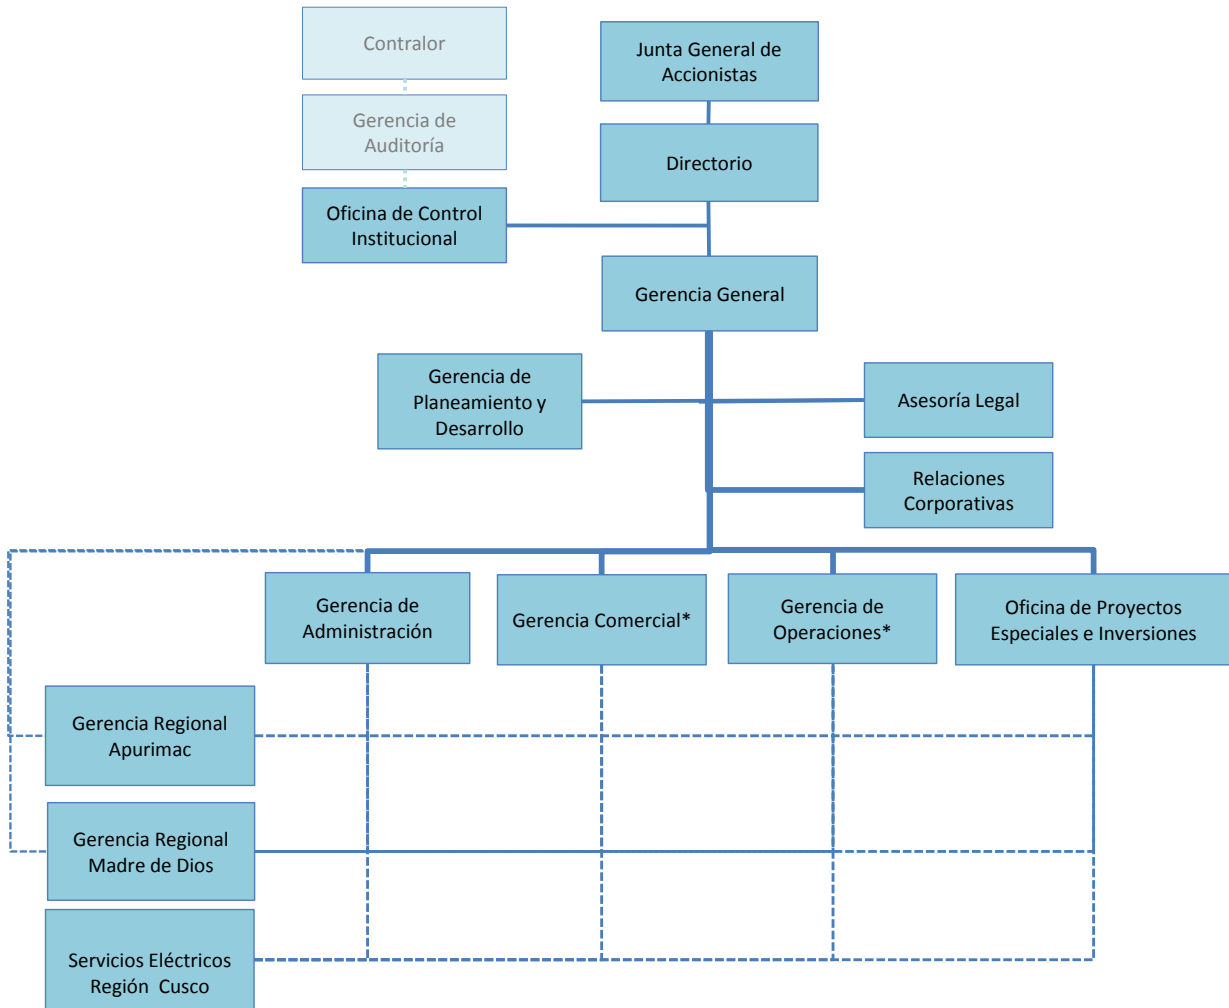 Contralor
Junta General de
Accionistas
Gerencia de
Auditoría
Directorio
Oficina de Control
Institucional
Gerencia General
Gerencia de
Planeamiento y
Desarrollo
Asesoría Legal
Relaciones
Corporativas
Gerencia de
Administración
Gerencia Comercial*
Gerencia de
Operaciones*
Oficina de Proyectos
Especiales e Inversiones
Gerencia Regional
Apurimac
Gerencia Regional
Madre de Dios
Servicios Eléctricos
Región Cusco